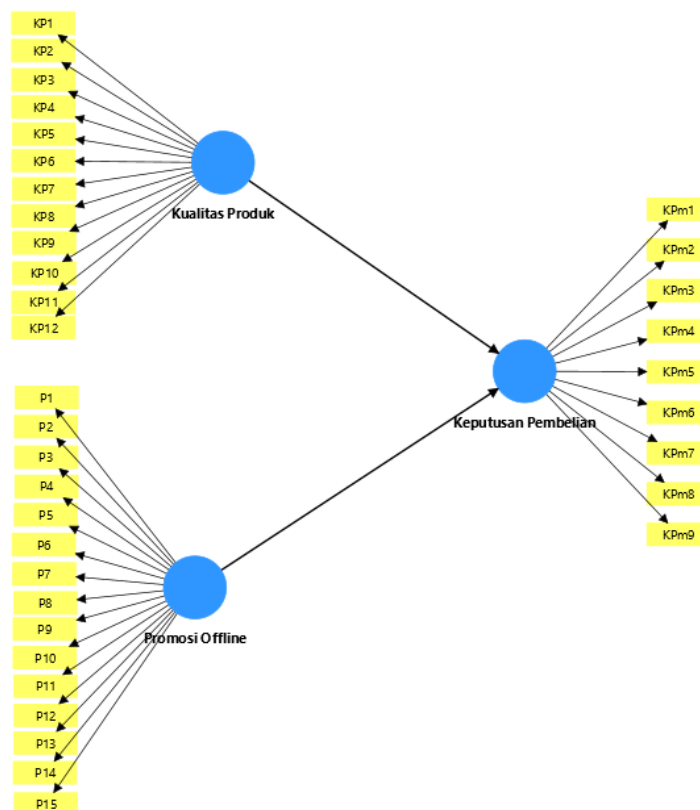 KP1
KP2
KP3
KP4
KP5
KP6
KP7
KP8
KP9
KP10
KP11
KP12
Kualitas Produk
P1
P2
P3
P4
P5
P6
P7
P8
P9
P10
P11
P12
P13
P14
P15
Promosi Offline
Keputusan Pembelian
KPm1
KPm2
KPm3
KPm4
KPm5
KPm6
KPm7
KPm8
KPm9